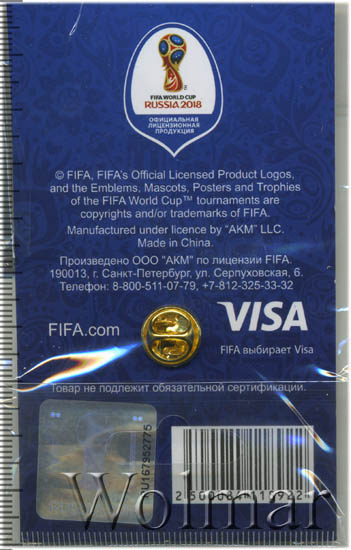 FIFA WORLD CUP
RUSSIA 2018
ОФИЦИАЛЬНАЯ
ЛИЦЕНЗИОННАЯ
ПРОДУКЦИЯ
© FIFA, FIFA's Official Licensed Product Logos,
and the Emblems, Mascots, Posters and Trophies
of the FIFA World Cup™ tournaments are
copyrights and/or trademarks of FIFA.
Manufactured under licence by "AKM" LLC.
Made in China.
Произведено ООО "АКМ" по лицензии FIFA.
190013, г. Санкт-Петербург, ул. Серпуховская, 6.
Телефон: 8-800-511-07-79, +7-812-325-33-32
FIFA.com
VISA
FIFA выбирает Visa
Товар не подлежит обязательной сертификации.
RU167952775
Wolmar